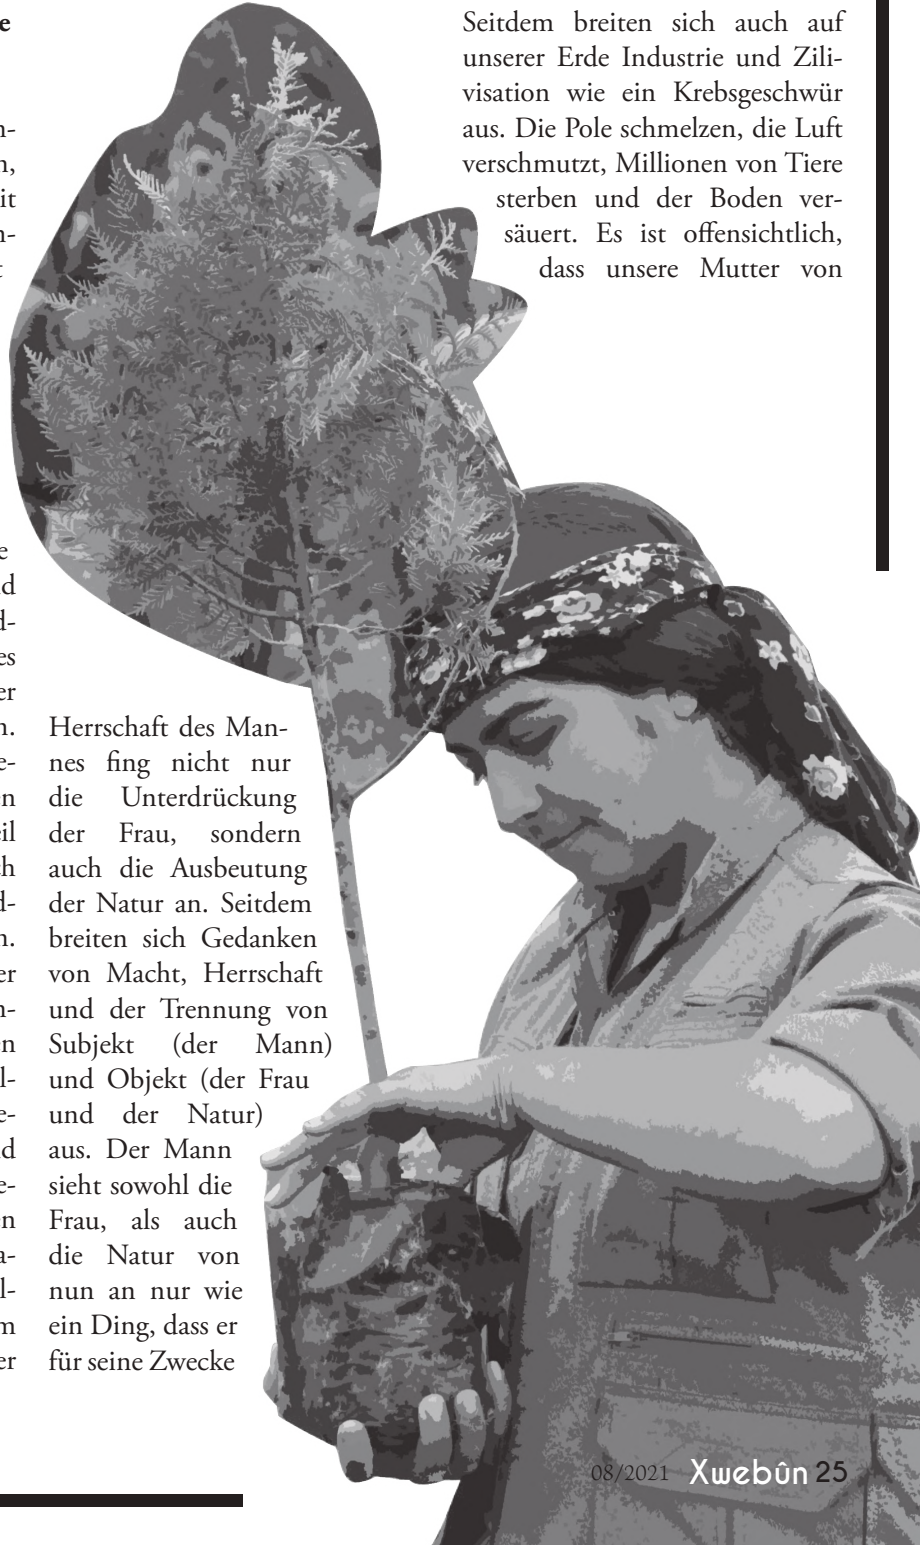 Herrschaft des Man-
nes fing nicht nur
die Unterdrückung
der Frau, sondern
auch die Ausbeutung
der Natur an. Seitdem
breiten sich Gedanken
von Macht, Herrschaft
und der Trennung von
Subjekt (der Mann)
und Objekt (der Frau
und der Natur)
aus. Der Mann
sieht sowohl die
Frau, als auch
die Natur von
nun an nur wie
ein Ding, dass er
für seine Zwecke
Seitdem breiten sich auch auf
unserer Erde Industrie und Zili-
visation wie ein Krebsgeschwür
aus. Die Pole schmelzen, die Luft
verschmutzt, Millionen von Tiere
sterben und der Boden ver-
säuert. Es ist offensichtlich,
dass unsere Mutter von
08/2021 Xwebûn 25